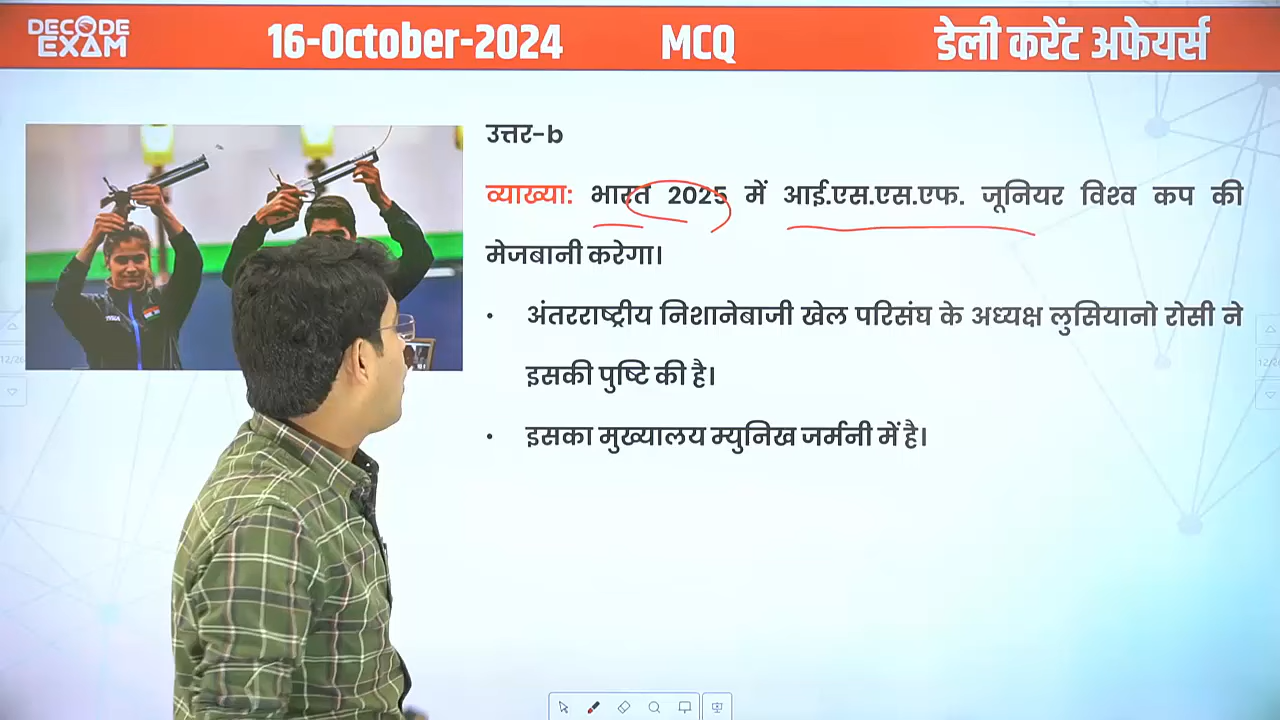 DECODE EXAM
16-October-2024 MCQ डेली करेंट अफेयर्स
उत्तर-b
व्याख्या: भारत 2025 में आई.एस.एस.एफ. जूनियर विश्व कप की
मेजबानी करेगा।
• अंतरराष्ट्रीय निशानेबाजी खेल परिसंघ के अध्यक्ष लुसियानो रोसी ने
इसकी पुष्टि की है।
• इसका मुख्यालय म्युनिख जर्मनी में है।